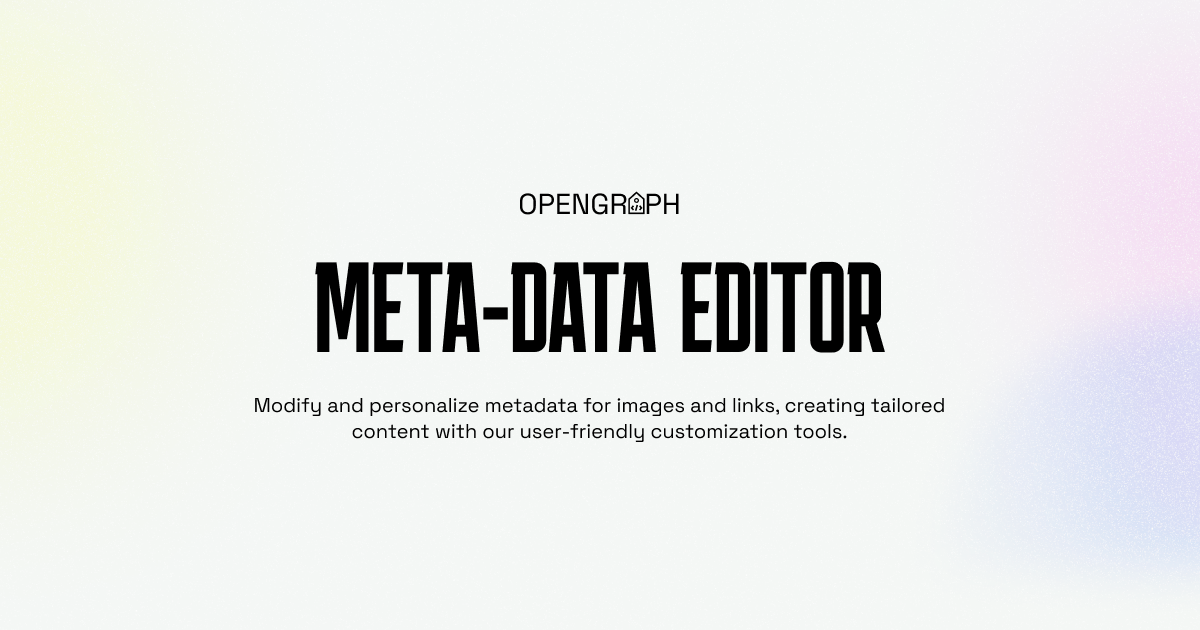 OPENGRAPH
META-DATA EDITOR
Modify and personalize metadata for images and links, creating tailored
content with our user-friendly customization tools.